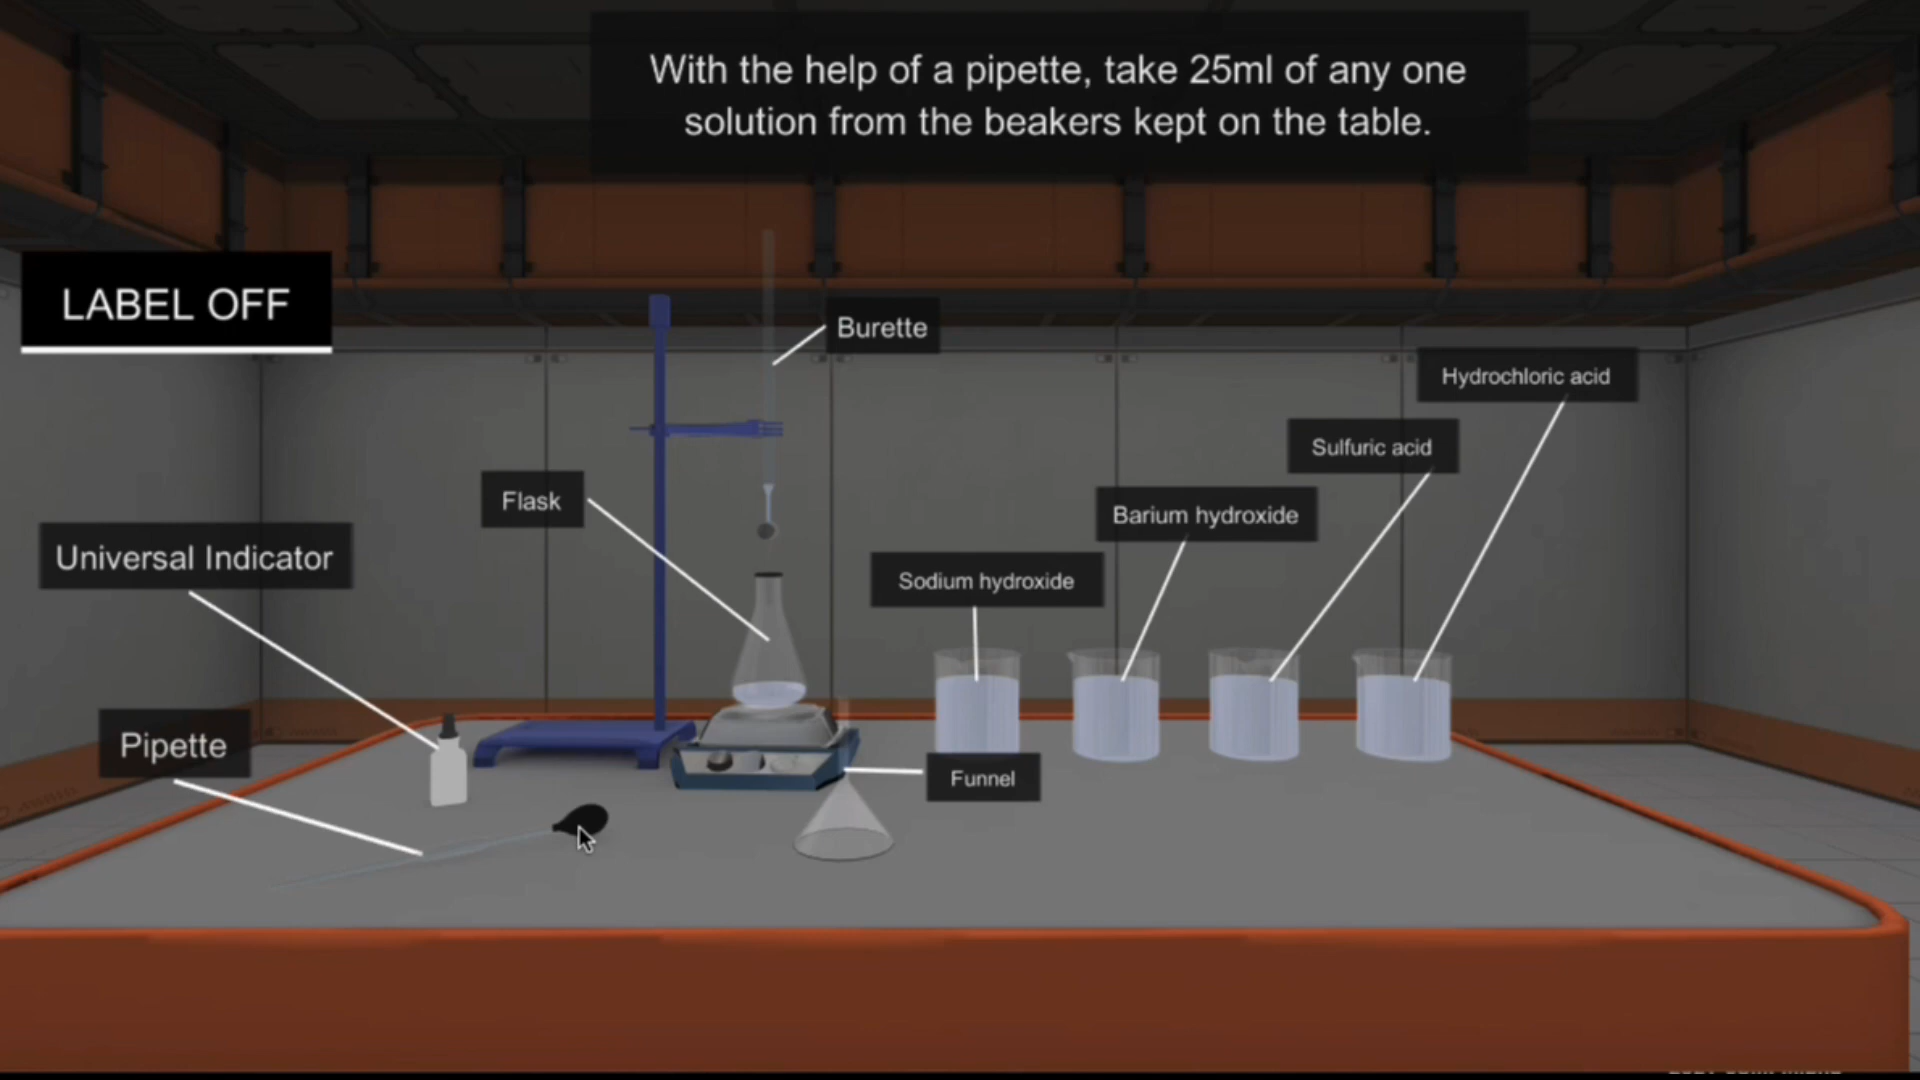 With the help of a pipette, take 25ml of any one
solution from the beakers kept on the table.
LABEL OFF
Burette
Hydrochloric acid
Sulfuric acid
Flask
Barium hydroxide
Universal Indicator
Sodium hydroxide
Pipette
Funnel